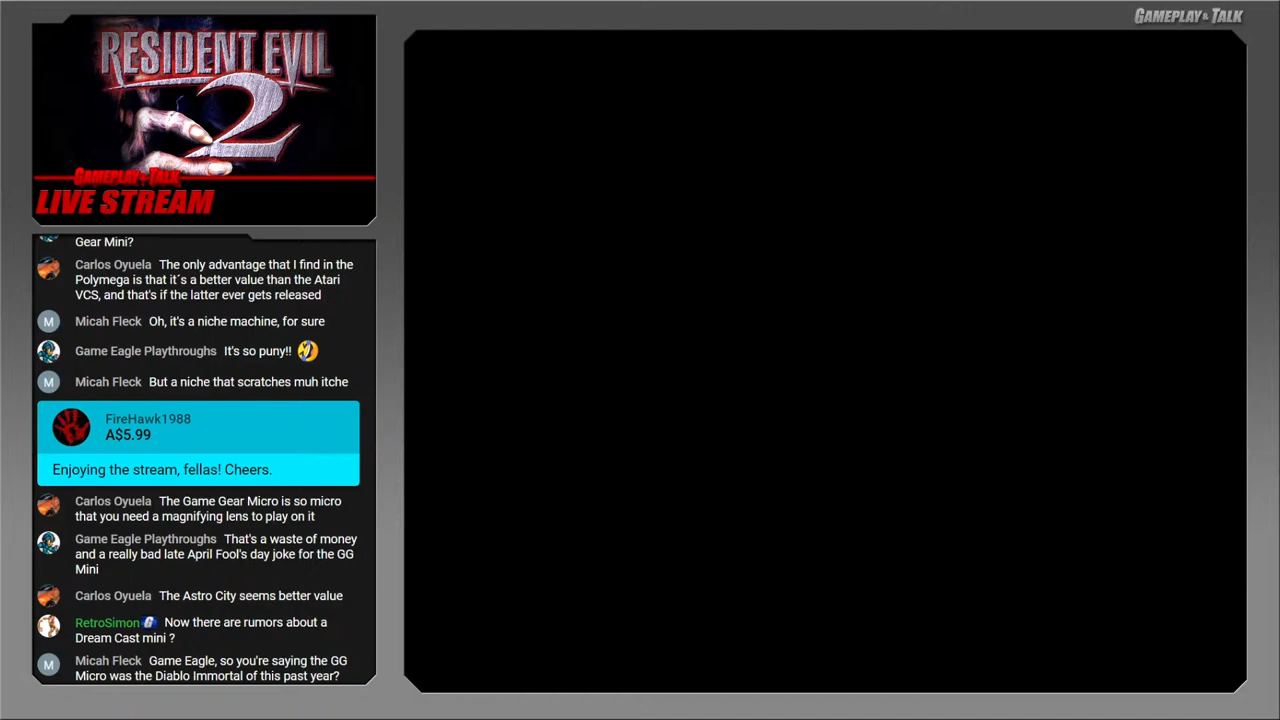 GAMEPLAY & TALK
RESIDENT EVIL
2
GAMEPLAY & TALK
LIVE STREAM
Gear Mini?
Carlos Oyuela The only advantage that I find in the
Polymega is that it´s a better value than the Atari
VCS, and that's if the latter ever gets released
M Micah Fleck Oh, it's a niche machine, for sure
Game Eagle Playthroughs It's so puny!!
M Micah Fleck But a niche that scratches muh itche
FireHawk1988
A$5.99
Enjoying the stream, fellas! Cheers.
Carlos Oyuela The Game Gear Micro is so micro
that you need a magnifying lens to play on it
Game Eagle Playthroughs That's a waste of money
and a really bad late April Fool's day joke for the GG
Mini
Carlos Oyuela The Astro City seems better value
RetroSimon Now there are rumors about a
Dream Cast mini ?
M Micah Fleck Game Eagle, so you're saying the GG
Micro was the Diablo Immortal of this past year?